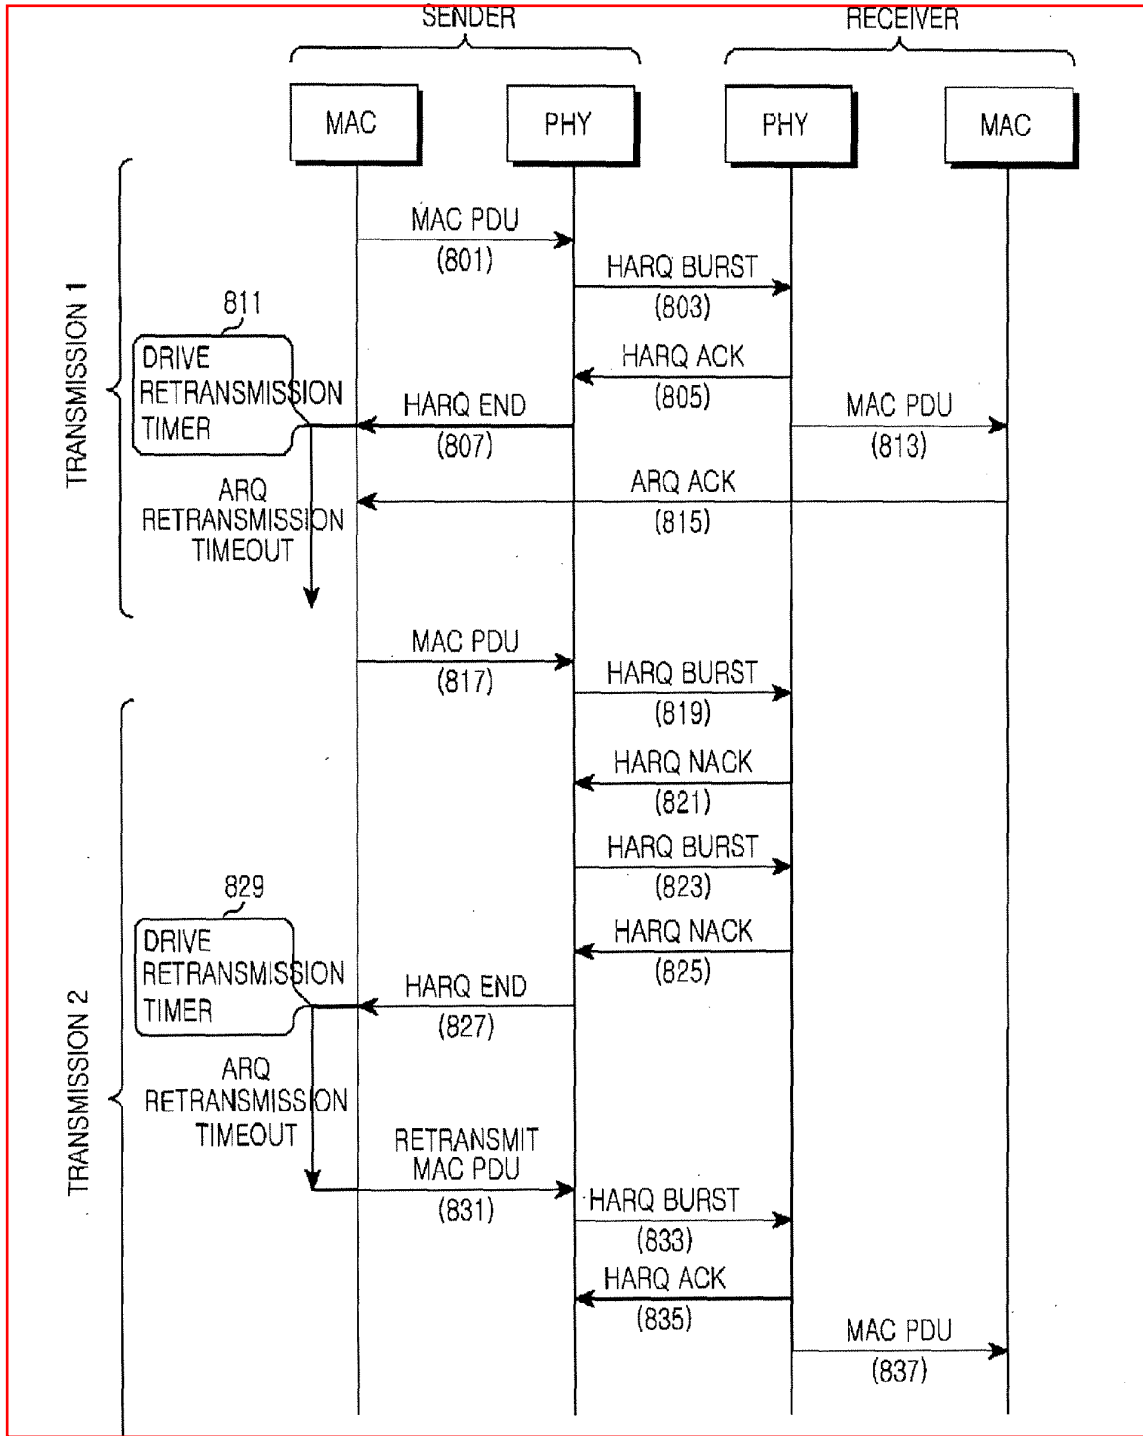 SENDER
RECEIVER
MAC
PHY
PHY
MAC
TRANSMISSION 1
MAC PDU
(801)
HARQ BURST
(803)
811
DRIVE
RETRANSMISSION
TIMER
HARQ ACK
(805)
HARQ END
(807)
MAC PDU
(813)
ARQ
RETRANSMISSION
TIMEOUT
ARQ ACK
(815)
MAC PDU
(817)
TRANSMISSION 2
HARQ BURST
(819)
HARQ NACK
(821)
HARQ BURST
(823)
829
DRIVE
RETRANSMISSION
TIMER
HARQ NACK
(825)
HARQ END
(827)
ARQ
RETRANSMISSION
TIMEOUT
RETRANSMIT
MAC PDU
(831)
HARQ BURST
(833)
HARQ ACK
(835)
MAC PDU
(837)